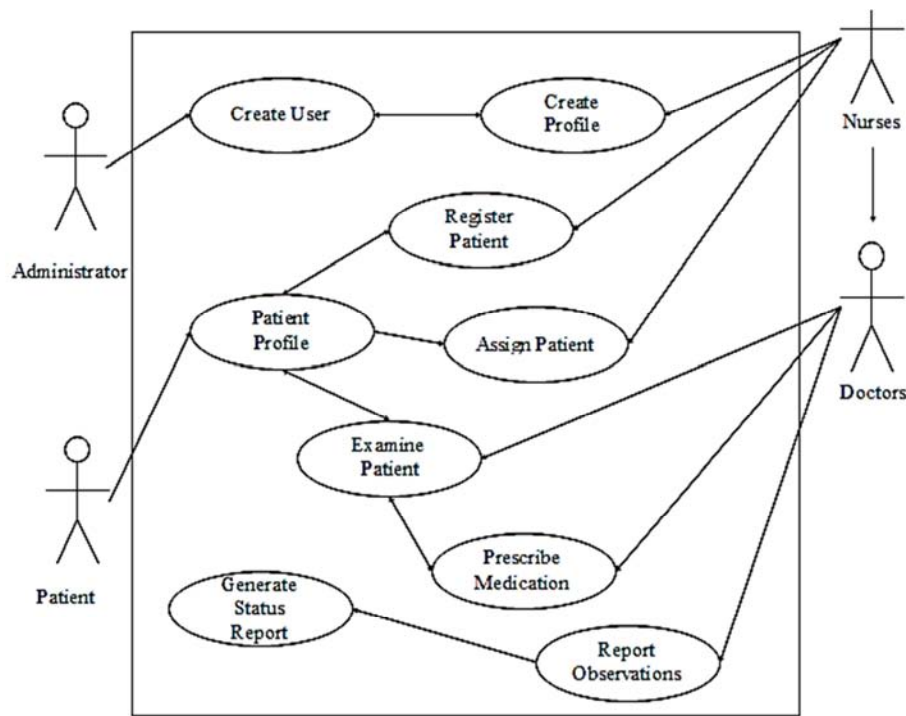 Create User
Create
Profile
Nurses
Administrator
Register
Patient
Patient
Profile
Assign Patient
Doctors
Examine
Patient
Patient
Prescribe
Medication
Generate
Status
Report
Report
Observations